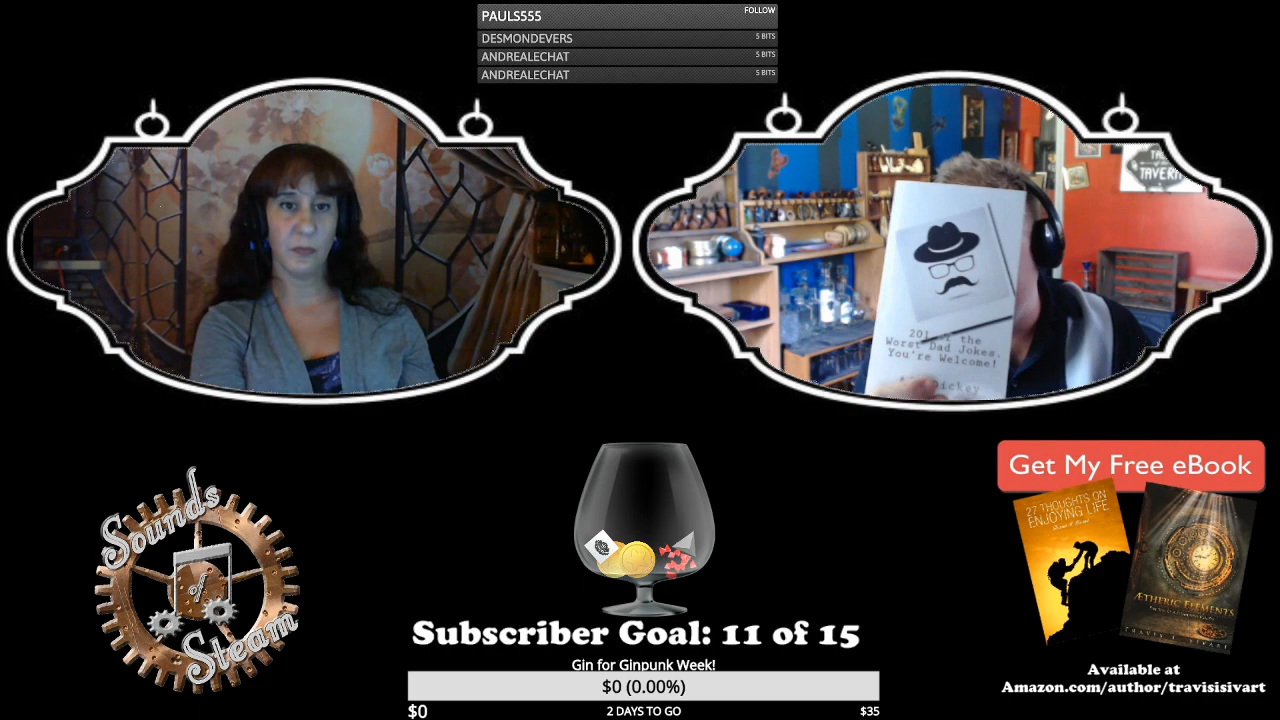 PAULS555 FOLLOW
DESMONDEVERS 5 BITS
ANDREALECHAT 5 BITS
ANDREALECHAT 5 BITS
TAVERN
201 of the
Worst Dad Jokes.
You're Welcome!
Dickey
Sounds
of
Steam
Subscriber Goal: 11 of 15
Gin for Ginpunk Week!
$0 (0.00%)
$0 2 DAYS TO GO $35
Get My Free eBook
27 THOUGHTS ON
ENJOYING LIFE
ÆTHERIC ELEMENTS
Available at
Amazon.com/author/travisisivart